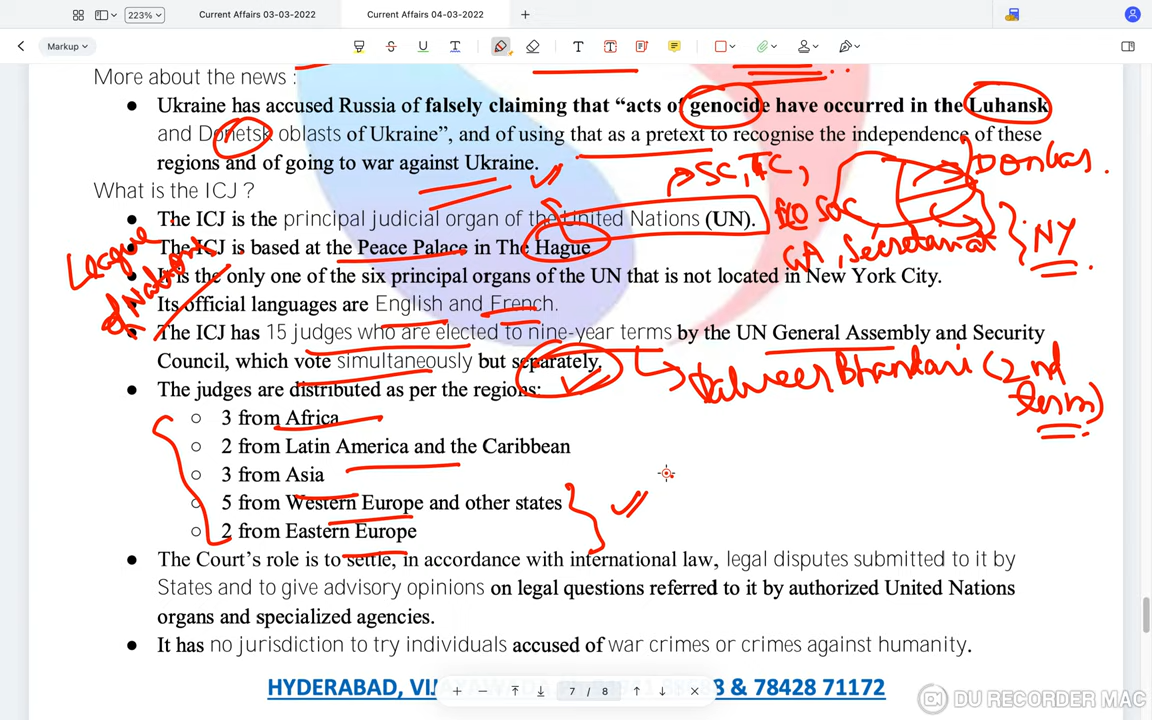 223%
Current Affairs 03-03-2022
Current Affairs 04-03-2022
Markup
More about the news :
● Ukraine has accused Russia of falsely claiming that “acts of genocide have occurred in the Luhansk
and Donetsk oblasts of Ukraine”, and of using that as a pretext to recognise the independence of these
regions and of going to war against Ukraine.
Donbas.
SC, TC,
What is the ICJ ?
● The ICJ is the principal judicial organ of the United Nations (UN).
GA, Secretariat
NY
● The ICJ is based at the Peace Palace in The Hague
League
of Nations
● It is the only one of the six principal organs of the UN that is not located in New York City.
● Its official languages are English and French.
● The ICJ has 15 judges who are elected to nine-year terms by the UN General Assembly and Security
Council, which vote simultaneously but separately.
Dalveer Bhandari (2nd
term)
● The judges are distributed as per the regions:
○ 3 from Africa
○ 2 from Latin America and the Caribbean
○ 3 from Asia
○ 5 from Western Europe and other states
○ 2 from Eastern Europe
● The Court’s role is to settle, in accordance with international law, legal disputes submitted to it by
States and to give advisory opinions on legal questions referred to it by authorized United Nations
organs and specialized agencies.
● It has no jurisdiction to try individuals accused of war crimes or crimes against humanity.
HYDERABAD, & 78428 71172
7 / 8
DU RECORDER MAC